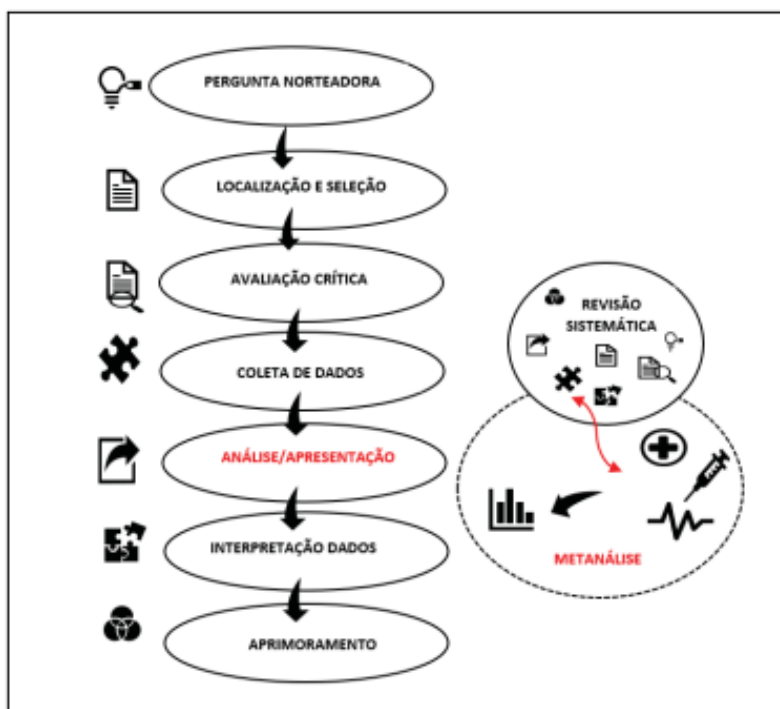 PERGUNTA NORTEADORA
LOCALIZAÇÃO E SELEÇÃO
AVALIAÇÃO CRÍTICA
COLETA DE DADOS
ANÁLISE/APRESENTAÇÃO
INTERPRETAÇÃO DADOS
APRIMORAMENTO
REVISÃO
SISTEMÁTICA
METANÁLISE